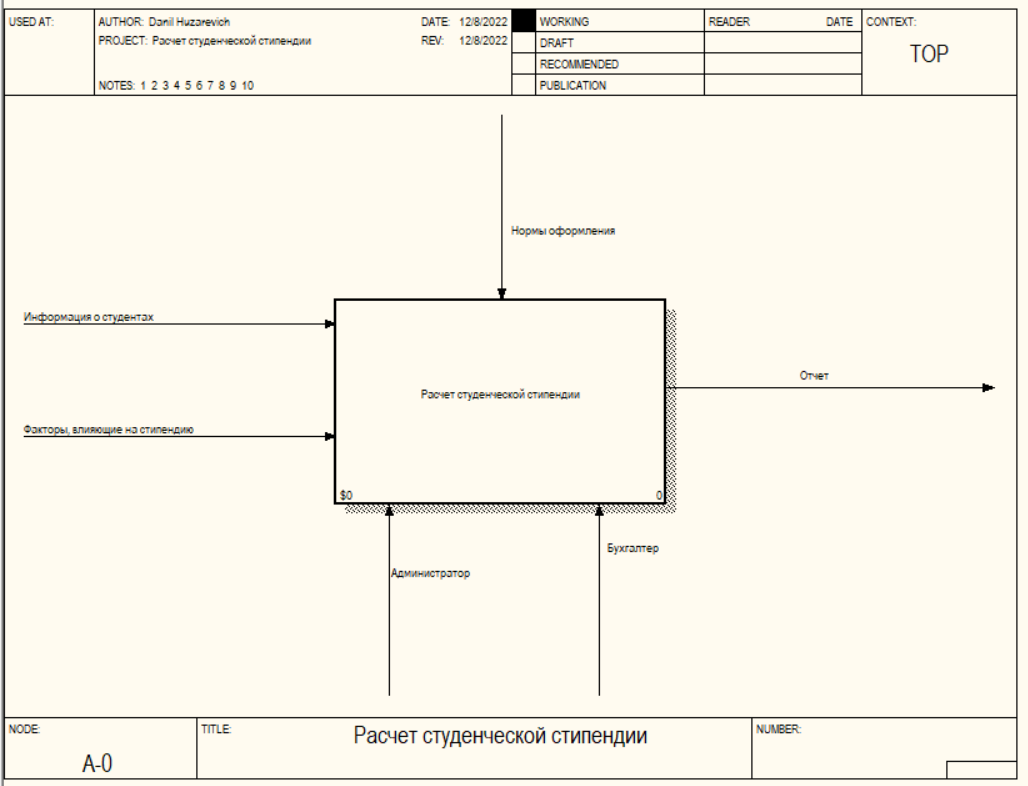 USED AT:
AUTHOR: Danil Huzarevich
DATE: 12/8/2022
PROJECT: Расчет студенческой стипендии
REV: 12/8/2022
NOTES: 1 2 3 4 5 6 7 8 9 10
WORKING
DRAFT
RECOMMENDED
PUBLICATION
READER DATE
CONTEXT:
TOP
Нормы оформления
Информация о студентах
Отчет
Расчет студенческой стипендии
Факторы, влияющие на стипендию
$0 0
Бухгалтер
Администратор
NODE:
A-0
TITLE:
Расчет студенческой стипендии
NUMBER: